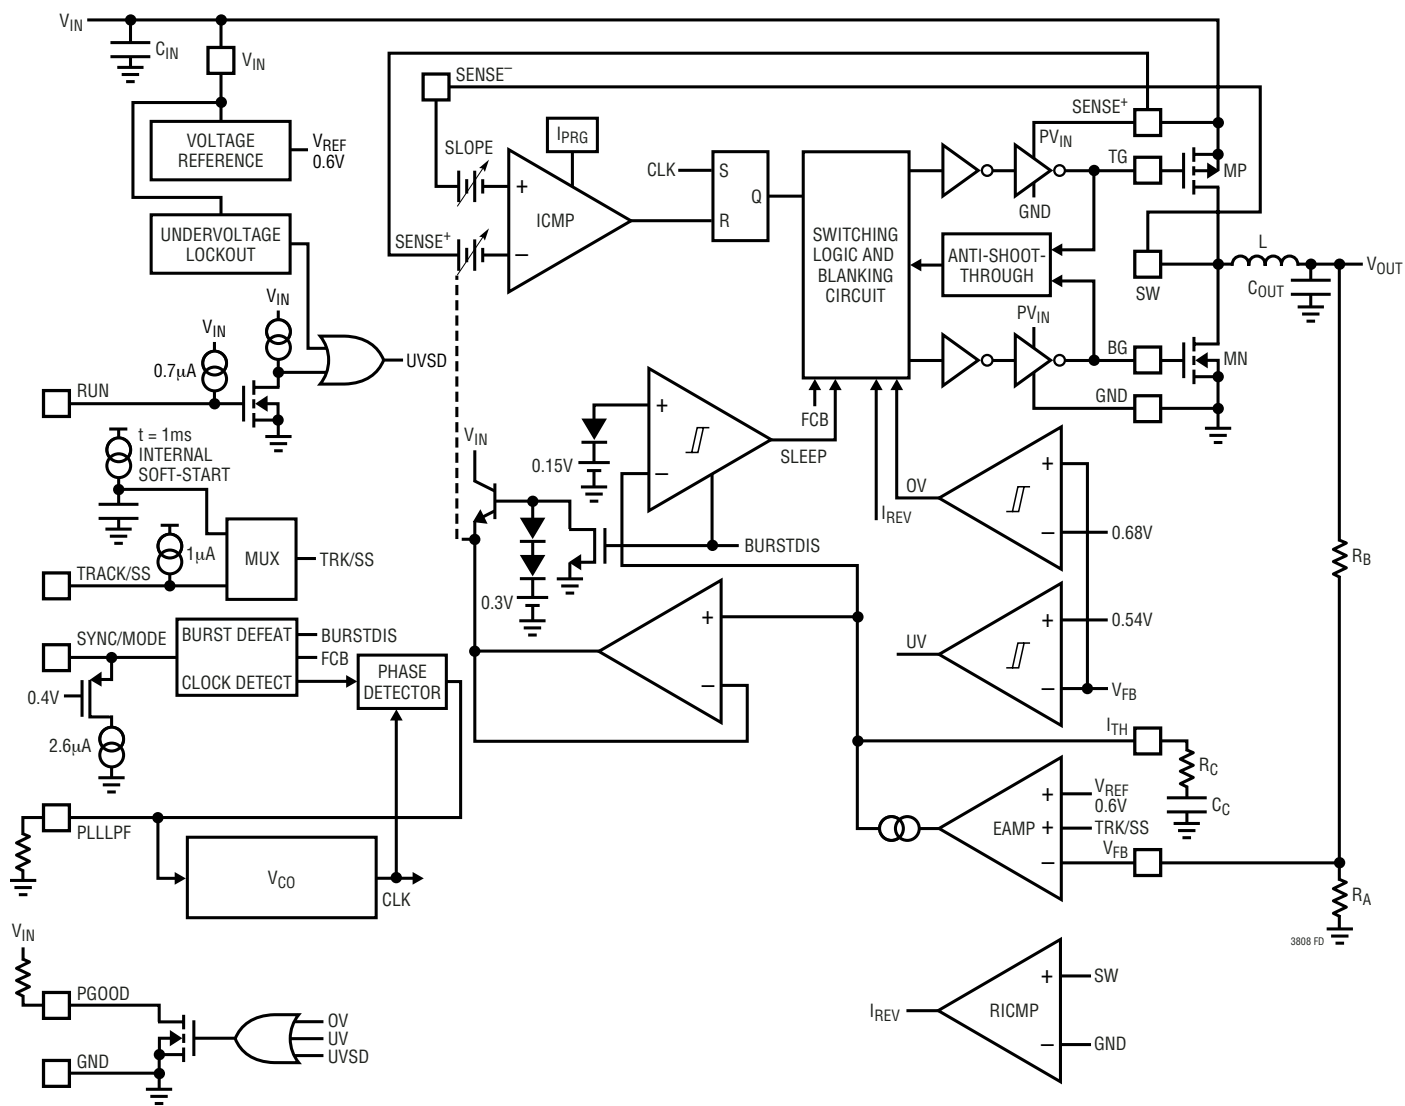 VIN
CIN
VIN
SENSE–
SENSE+
VOLTAGE
REFERENCE
VREF
0.6V
SLOPE
IPRG
CLK
S
Q
R
PVIN
TG
MP
GND
+
ICMP
–
SENSE+
UNDERVOLTAGE
LOCKOUT
SWITCHING
LOGIC AND
BLANKING
CIRCUIT
ANTI-SHOOT-
THROUGH
SW
L
VOUT
COUT
VIN
VIN
0.7µA
UVSD
RUN
PVIN
BG
MN
GND
FCB
t = 1ms
INTERNAL
SOFT-START
VIN
+
–
0.15V
SLEEP
OV
IREV
+
–
0.68V
1µA
MUX
TRK/SS
TRACK/SS
BURSTDIS
RB
0.3V
SYNC/MODE
BURST DEFEAT
BURSTDIS
FCB
CLOCK DETECT
PHASE
DETECTOR
0.4V
2.6µA
+
–
UV
+
–
0.54V
VFB
ITH
RC
CC
PLLLPF
VCO
CLK
EAMP
+
+
–
VREF
0.6V
TRK/SS
VFB
RA
3808 FD
VIN
PGOOD
OV
UV
UVSD
GND
IREV
RICMP
+
–
SW
GND